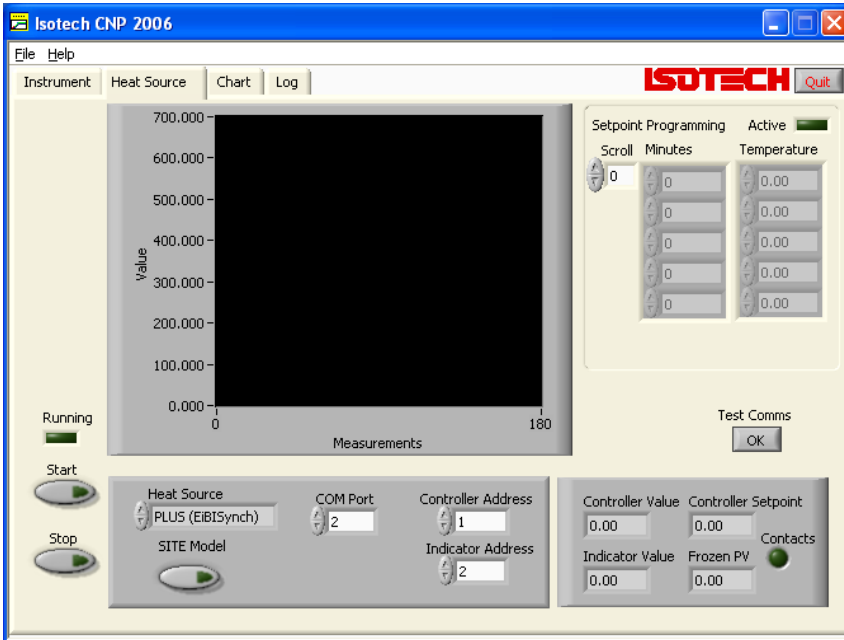 Isotech CNP 2006
File Help
Instrument Heat Source Chart Log ISOTECH Quit
700.000
600.000
500.000
400.000
300.000
200.000
100.000
0.000
Value
0 180
Measurements
Setpoint Programming Active
Scroll Minutes Temperature
0 0 0.00
0 0.00
0 0.00
0 0.00
0 0.00
Running
Start
Stop
Test Comms
OK
Heat Source COM Port Controller Address
PLUS (EiBISynch) 2 1
SITE Model Indicator Address
2
Controller Value Controller Setpoint
0.00 0.00
Contacts
Indicator Value Frozen PV
0.00 0.00